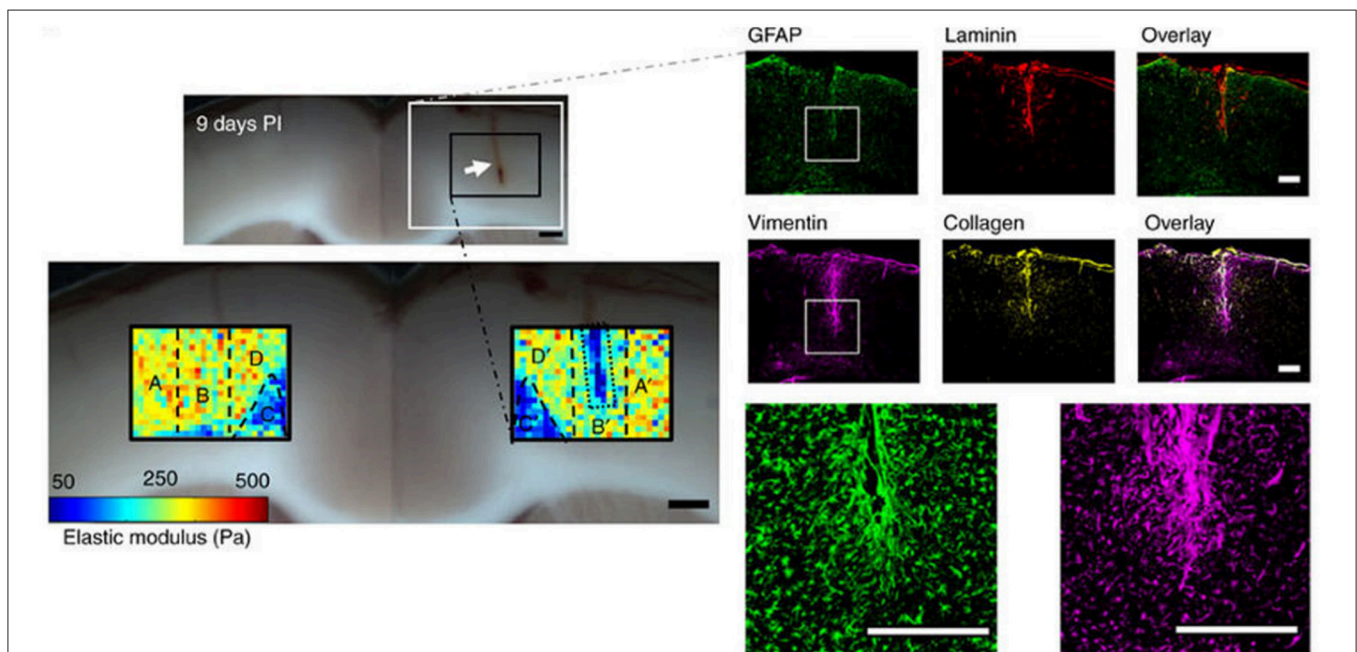 GFAP
Laminin
Overlay
9 days PI
Vimentin
Collagen
Overlay
A
B
C
D
D′
C′
B′
A′
50
250
500
Elastic modulus (Pa)